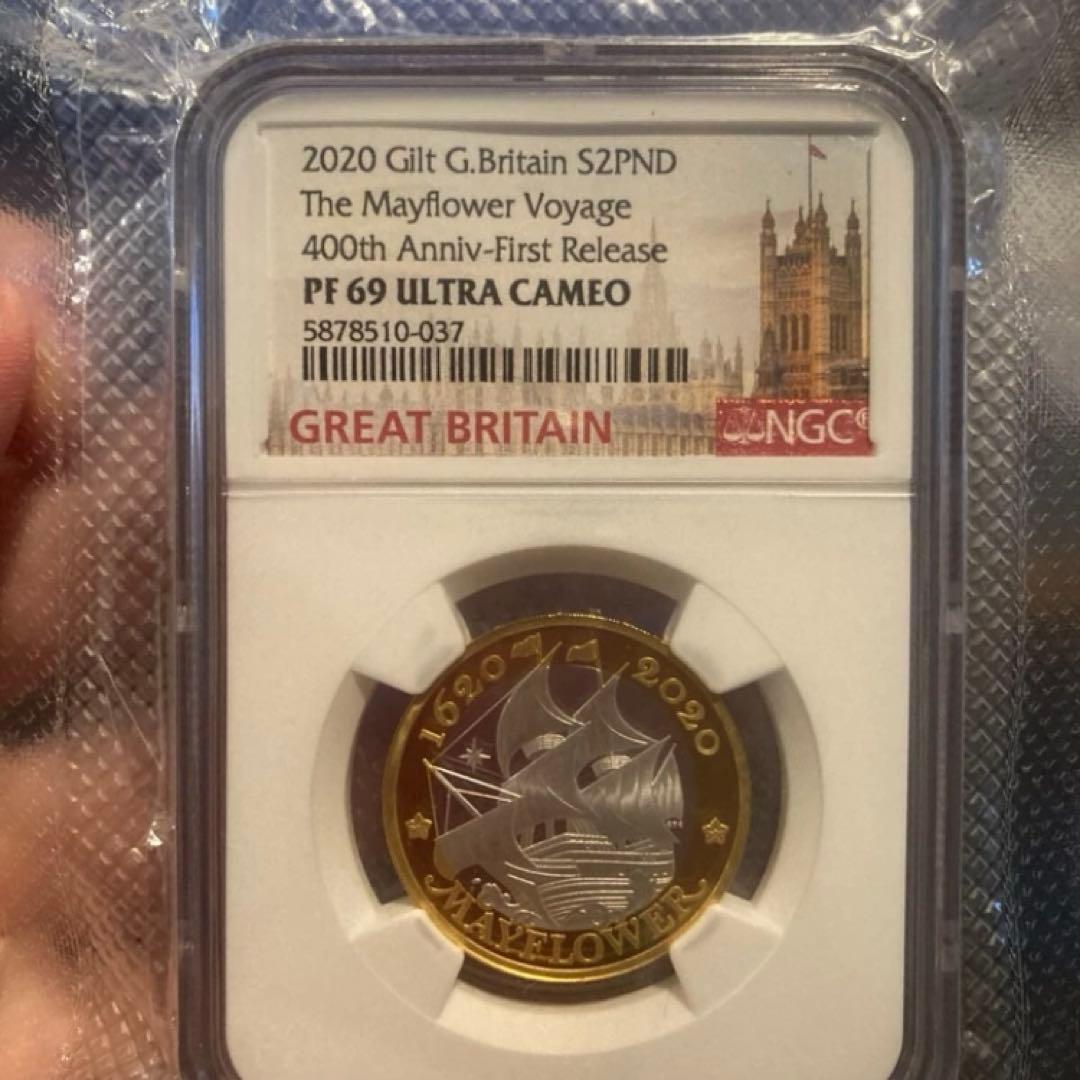 2020 Gilt G.Britain S2PND
The Mayflower Voyage
400th Anniv-First Release
PF 69 ULTRA CAMEO
5878510-037
GREAT BRITAIN
NGC®
1620 2020
MAYFLOWER